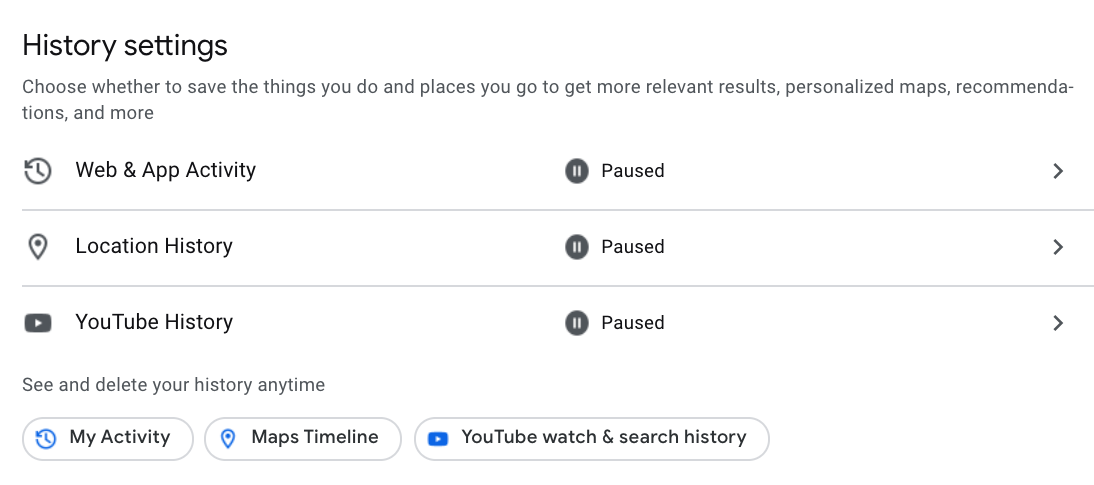 History settings
Choose whether to save the things you do and places you go to get more relevant results, personalized maps, recommenda-
tions, and more
Web & App Activity Paused
Location History Paused
YouTube History Paused
See and delete your history anytime
My Activity Maps Timeline YouTube watch & search history